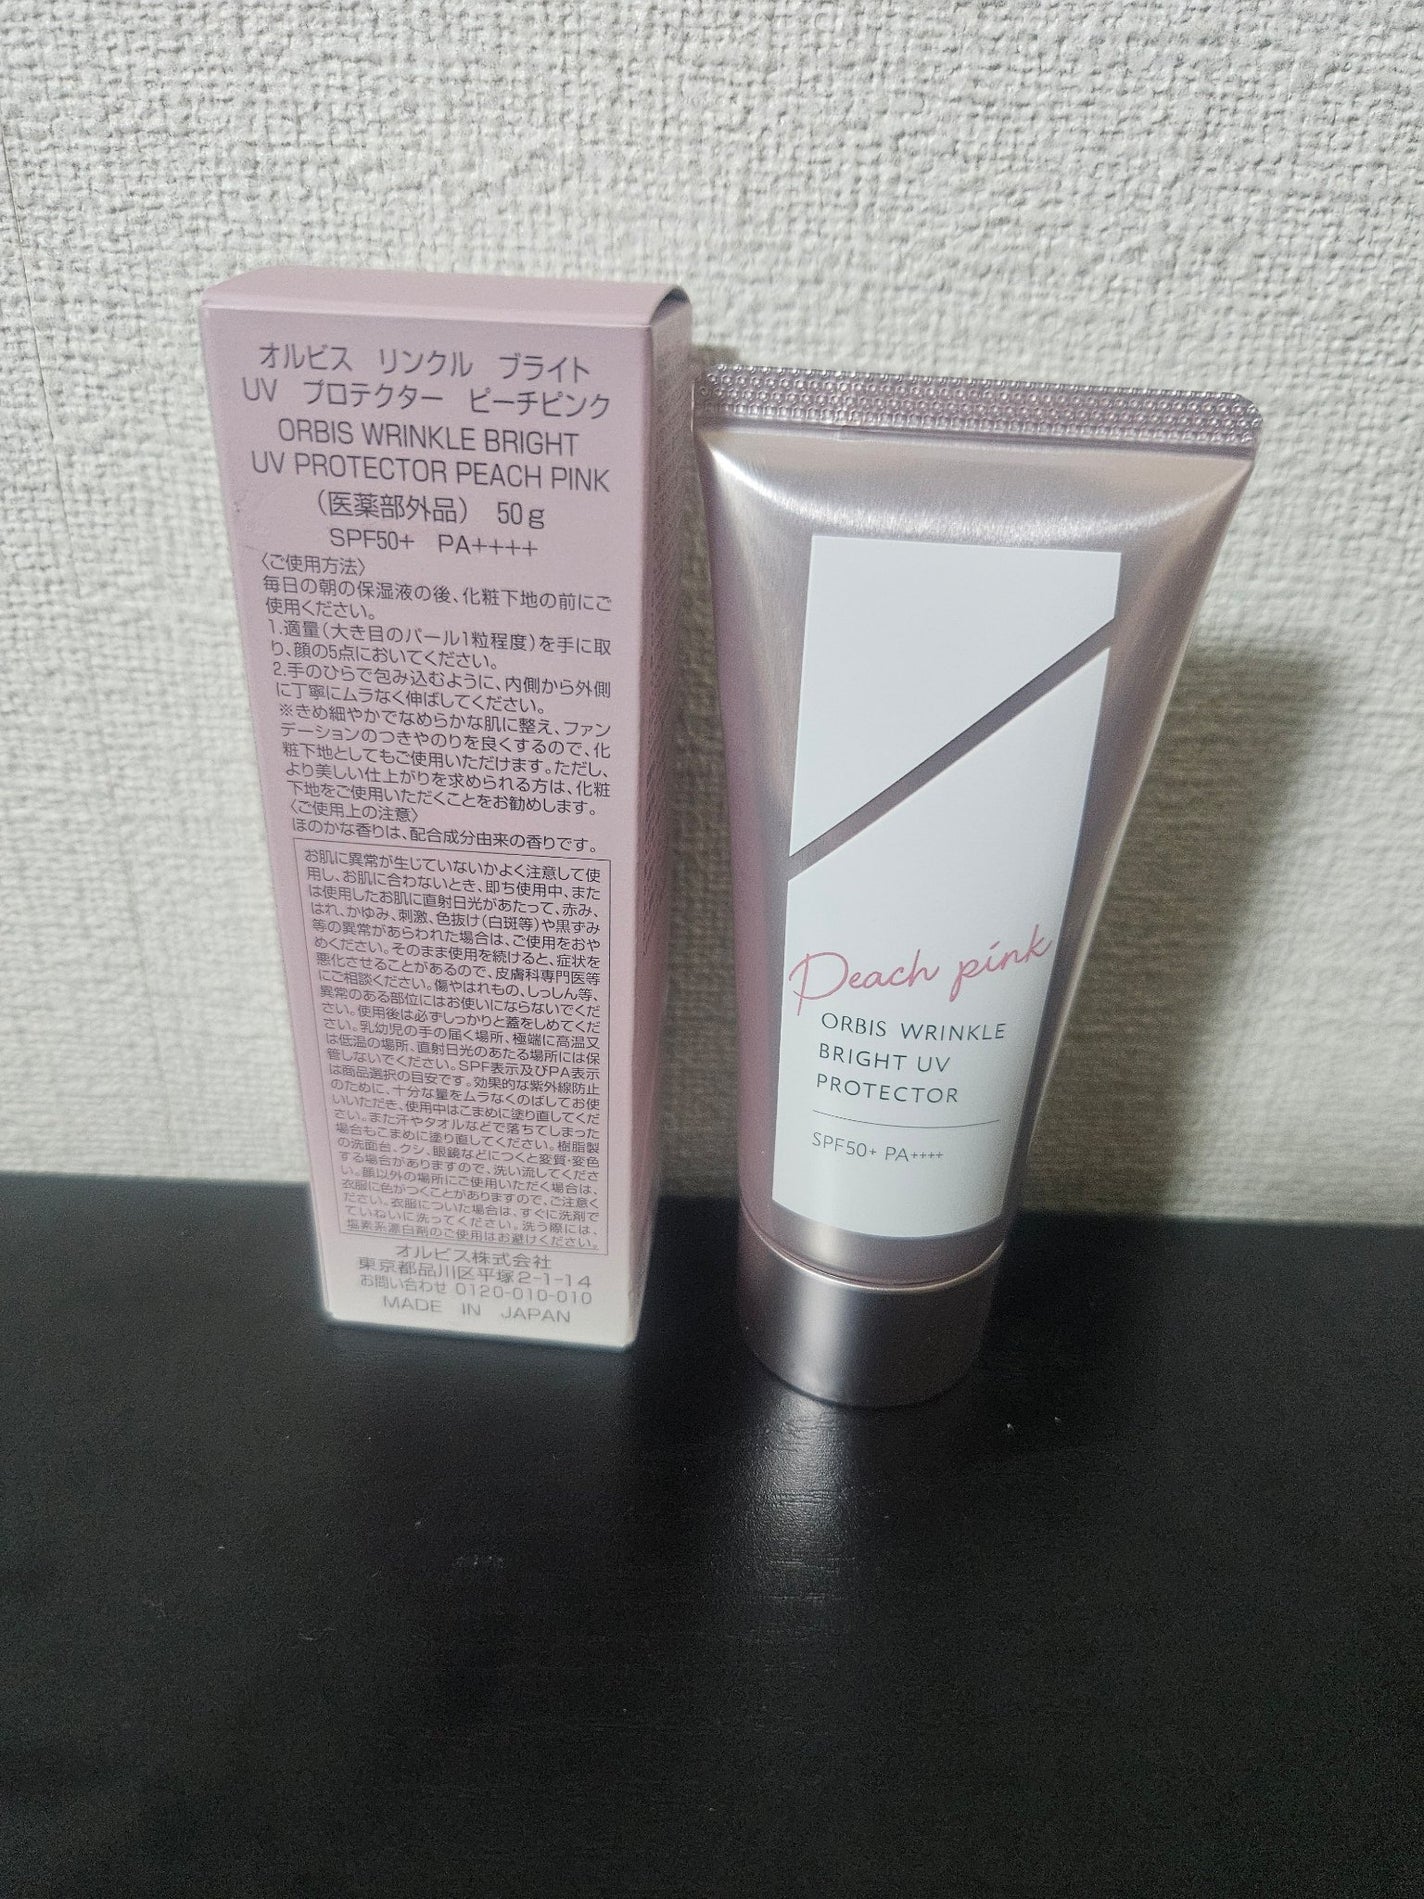 オルビス リンクル ブライト
UV プロテクター ピーチピンク
ORBIS WRINKLE BRIGHT
UV PROTECTOR PEACH PINK
（医薬部外品） 50g
SPF50+ PA++++
〈ご使用方法〉
毎日の朝の保湿液の後、化粧下地の前にご
使用ください。
1.適量（大き目のパール1粒程度）を手に取
り、顔の5点においてください。
2.手のひらで包み込むように、内側から外側
に丁寧にムラなく伸ばしてください。
※きめ細やかでなめらかな肌に整え、ファン
デーションのつきやのりを良くするので、化
粧下地としてもご使用いただけます。ただし、
より美しい仕上がりを求められる方は、化粧
下地をご使用いただくことをお勧めします。
〈ご使用上の注意〉
ほのかな香りは、配合成分由来の香りです。
お肌に異常が生じていないかよく注意して使
用し、お肌に合わないとき、即ち使用中、また
は使用したお肌に直射日光があたって、赤み、
はれ、かゆみ、刺激、色抜け（白斑等）や黒ずみ
等の異常があらわれた場合は、ご使用をおや
めください。そのまま使用を続けると、症状を
悪化させることがあるので、皮膚科専門医等
にご相談ください。傷やはれもの、しっしん等、
異常のある部位にはお使いにならないでくだ
さい。使用後は必ずしっかりと蓋をしめてくだ
さい。乳幼児の手の届く場所、極端に高温又
は低温の場所、直射日光のあたる場所には保
管しないでください。SPF表示及びPA表示
は商品選択の目安です。効果的な紫外線防止
のために、十分な量をムラなくのばしてお使
いいただき、使用中はこまめに塗り直してくだ
さい。また汗やタオルなどで落ちてしまった
場合もこまめに塗り直してください。樹脂製
の洗面台、クシ、眼鏡などにつくと変質・変色
する場合がありますので、洗い流してくださ
い。顔以外の場所にご使用いただく場合は、
衣服に色がつくことがありますので、ご注意く
ださい。衣服についた場合は、すぐに洗剤で
ていねいに洗ってください。洗う際には、
塩素系漂白剤のご使用はお避けください。
オルビス株式会社
東京都品川区平塚2-1-14
お問い合わせ 0120-010-010
MADE IN JAPAN
Peach pink
ORBIS WRINKLE
BRIGHT UV
PROTECTOR
SPF50+ PA++++